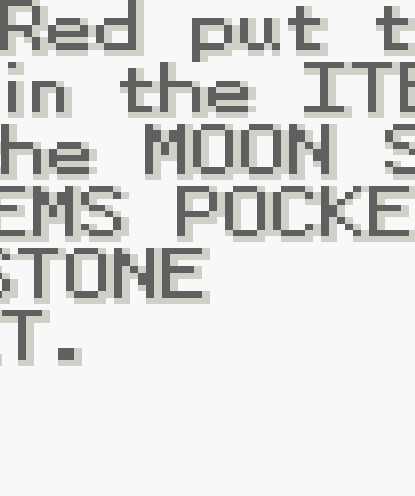 Red put t
in the ITE
he MOON S
EMS POCKE
STONE
T.